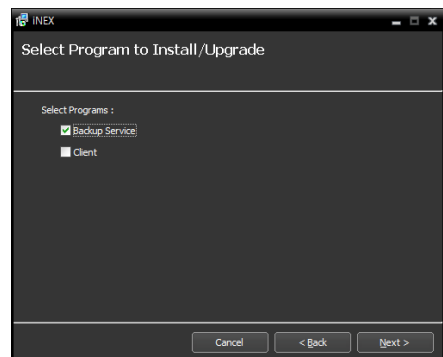 iNEX
Select Program to Install/Upgrade
Select Programs :
Backup Service
Client
Cancel
< Back
Next >